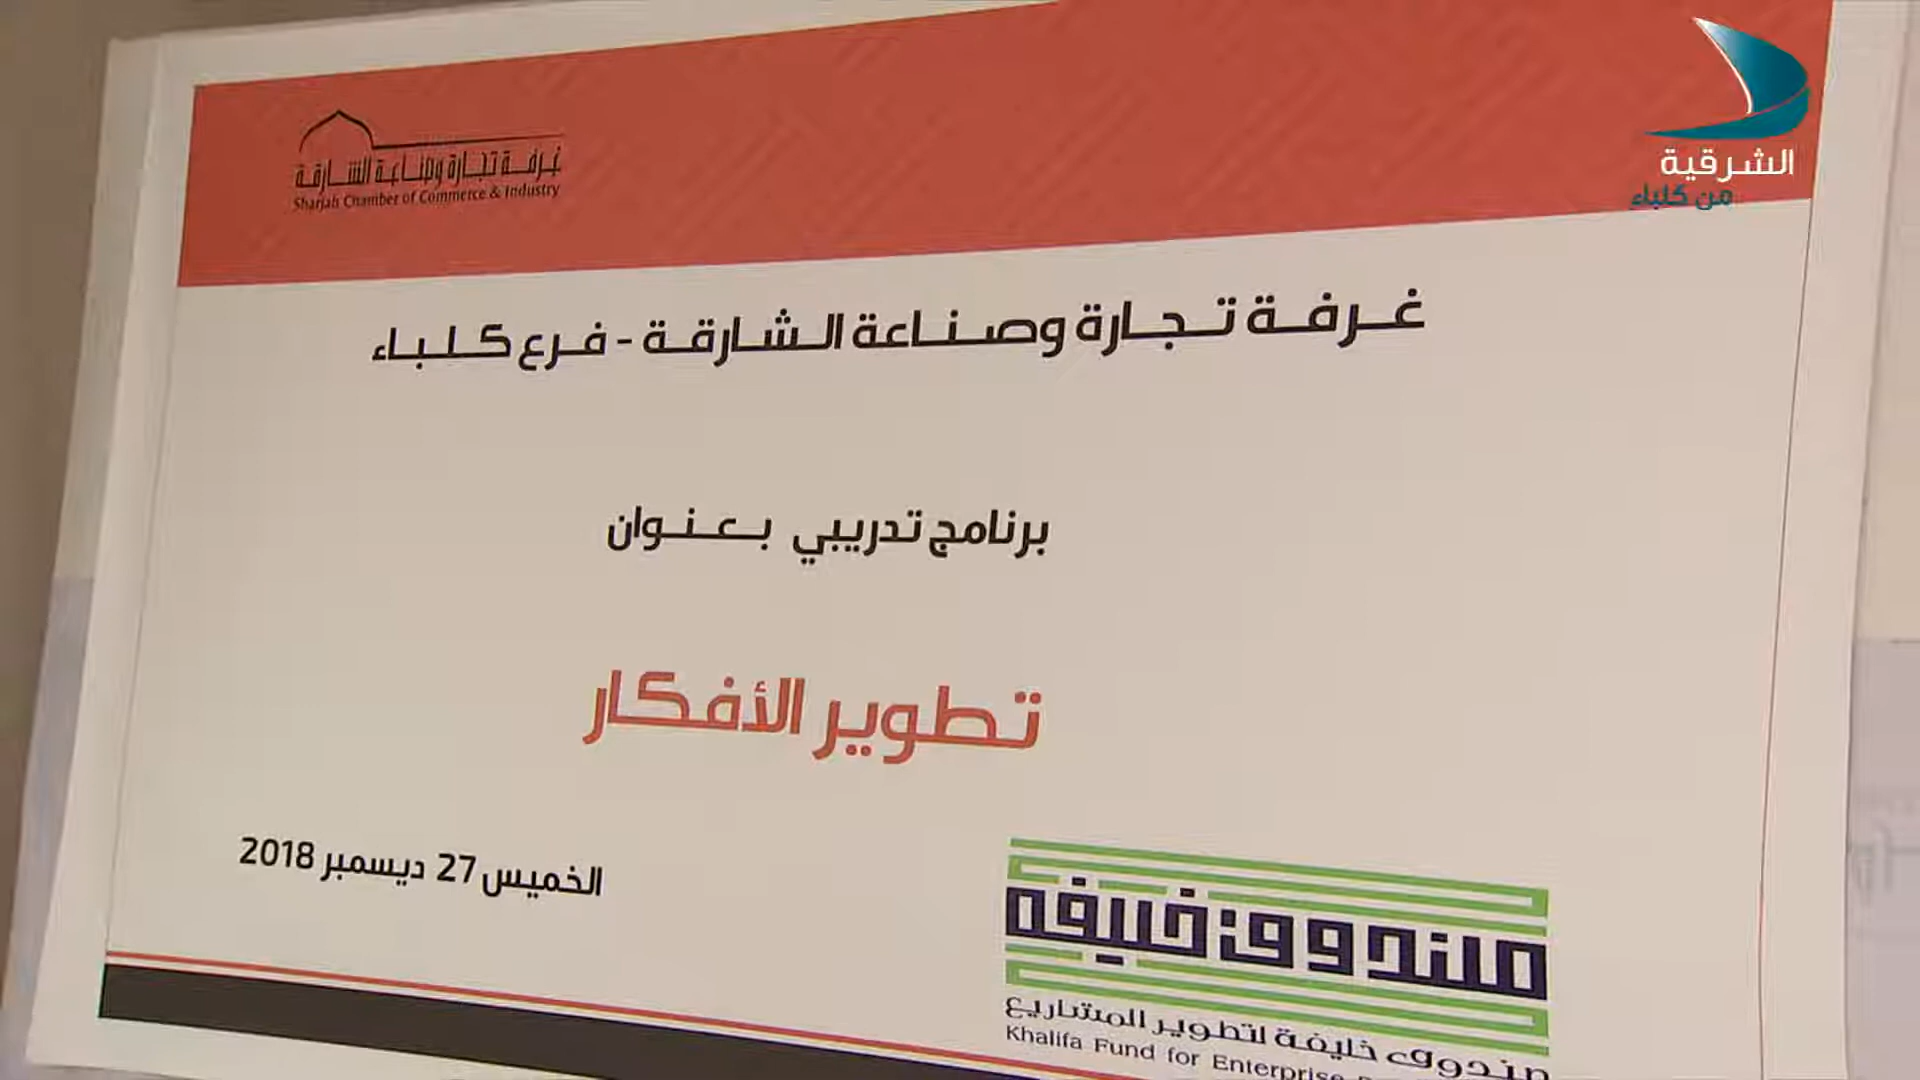 غرفة تجارة وصناعة الشارقة
Sharjah Chamber of Commerce & Industry
الشرقية
من كلباء
غرفة تجارة وصناعة الشارقة - فرع كلباء
برنامج تدريبي بعنوان
تطوير الأفكار
الخميس 27 ديسمبر 2018
صندوق خليفه
صندوق خليفة لتطوير المشاريع
Khalifa Fund for Enterprise